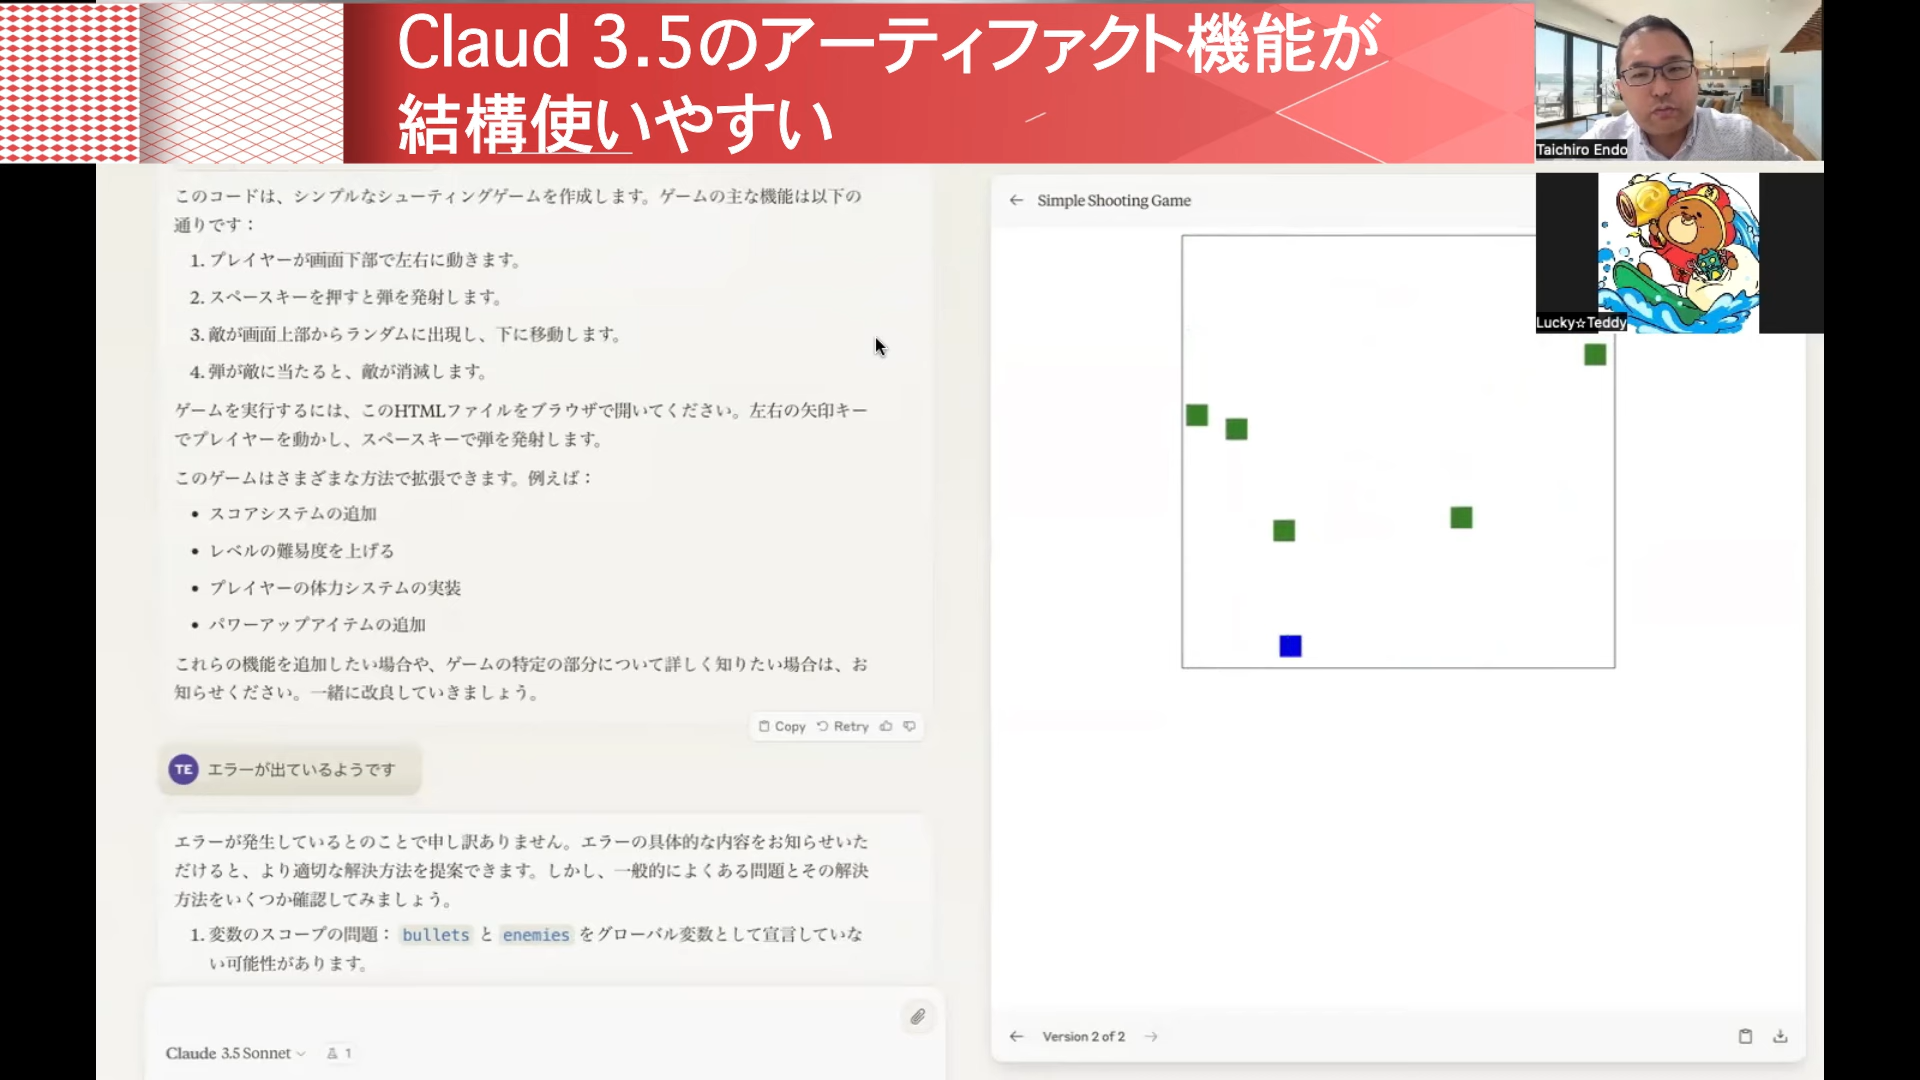 Claud 3.5のアーティファクト機能が
結構使いやすい
Taichiro Endo
Lucky☆Teddy
このコードは、シンプルなシューティングゲームを作成します。ゲームの主な機能は以下の
通りです：
1. プレイヤーが画面下部で左右に動きます。
2. スペースキーを押すと弾を発射します。
3. 敵が画面上部からランダムに出現し、下に移動します。
4. 弾が敵に当たると、敵が消滅します。
ゲームを実行するには、このHTMLファイルをブラウザで開いてください。左右の矢印キー
でプレイヤーを動かし、スペースキーで弾を発射します。
このゲームはさまざまな方法で拡張できます。例えば：
• スコアシステムの追加
• レベルの難易度を上げる
• プレイヤーの体力システムの実装
• パワーアップアイテムの追加
これらの機能を追加したい場合や、ゲームの特定の部分について詳しく知りたい場合は、お
知らせください。一緒に改良していきましょう。
Copy Retry
TE エラーが出ているようです
エラーが発生しているとのことで申し訳ありません。エラーの具体的な内容をお知らせいた
だけると、より適切な解決方法を提案できます。しかし、一般的によくある問題とその解決
方法をいくつか確認してみましょう。
1. 変数のスコープの問題： bullets と enemies をグローバル変数として宣言していな
い可能性があります。
Claude 3.5 Sonnet 1
← Simple Shooting Game
← Version 2 of 2 →